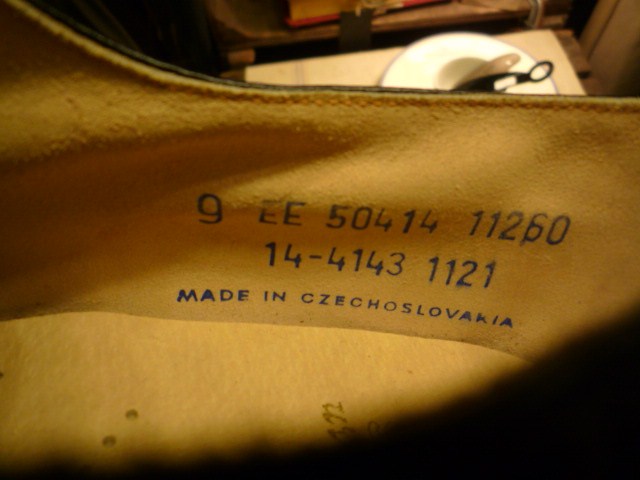 9 EE 50414 11260
14-4143 1121
MADE IN CZECHOSLOVAKIA